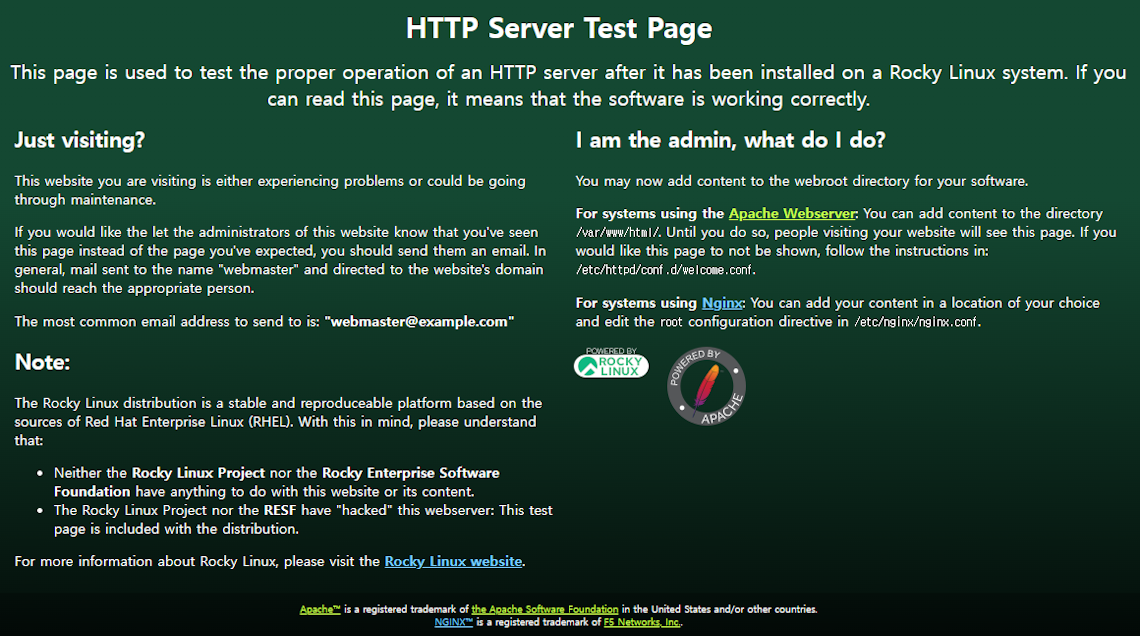 HTTP Server Test Page
This page is used to test the proper operation of an HTTP server after it has been installed on a Rocky Linux system. If you
can read this page, it means that the software is working correctly.
Just visiting?
This website you are visiting is either experiencing problems or could be going
through maintenance.
If you would like the let the administrators of this website know that you've seen
this page instead of the page you've expected, you should send them an email. In
general, mail sent to the name "webmaster" and directed to the website's domain
should reach the appropriate person.
The most common email address to send to is: "webmaster@example.com"
Note:
The Rocky Linux distribution is a stable and reproduceable platform based on the
sources of Red Hat Enterprise Linux (RHEL). With this in mind, please understand
that:
• Neither the Rocky Linux Project nor the Rocky Enterprise Software
Foundation have anything to do with this website or its content.
• The Rocky Linux Project nor the RESF have "hacked" this webserver: This test
page is included with the distribution.
For more information about Rocky Linux, please visit the Rocky Linux website.
I am the admin, what do I do?
You may now add content to the webroot directory for your software.
For systems using the Apache Webserver: You can add content to the directory
/var/www/html/. Until you do so, people visiting your website will see this page. If you
would like this page to not be shown, follow the instructions in:
/etc/httpd/conf.d/welcome.conf.
For systems using Nginx: You can add your content in a location of your choice
and edit the root configuration directive in /etc/nginx/nginx.conf.
POWERED BY
ROCKY
LINUX
POWERED BY
APACHE
Apache™ is a registered trademark of the Apache Software Foundation in the United States and/or other countries.
NGINX™ is a registered trademark of F5 Networks, Inc..